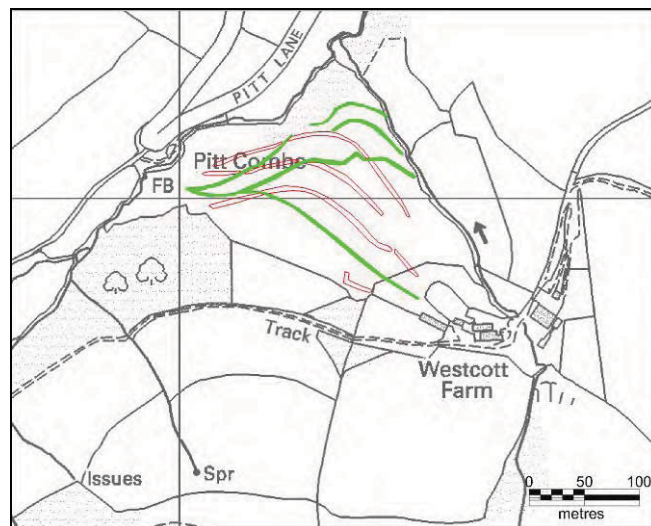 PITT LANE
Pitt Combe
FB
Track
Westcott
Farm
Issues
Spr
0 50 100
metres